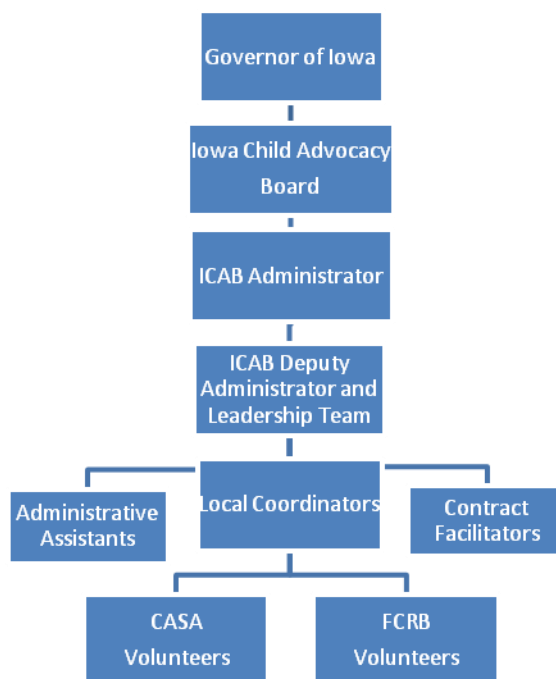 Governor of Iowa
Iowa Child Advocacy
Board
ICAB Administrator
ICAB Deputy
Administrator and
Leadership Team
Administrative
Assistants
Local Coordinators
Contract
Facilitators
CASA
Volunteers
FCRB
Volunteers